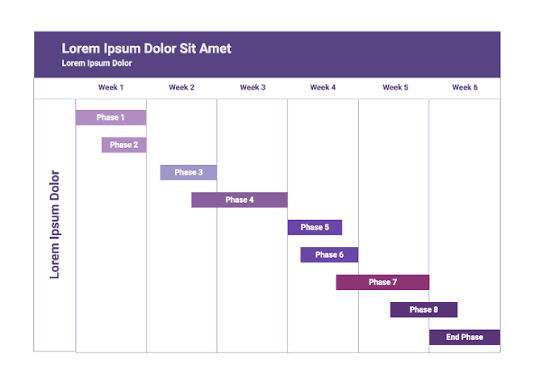 Lorem Ipsum Dolor Sit Amet
Lorem Ipsum Dolor
Week 1 Week 2 Week 3 Week 4 Week 5 Week 6
Lorem Ipsum Dolor
Phase 1
Phase 2
Phase 3
Phase 4
Phase 5
Phase 6
Phase 7
Phase 8
End Phase